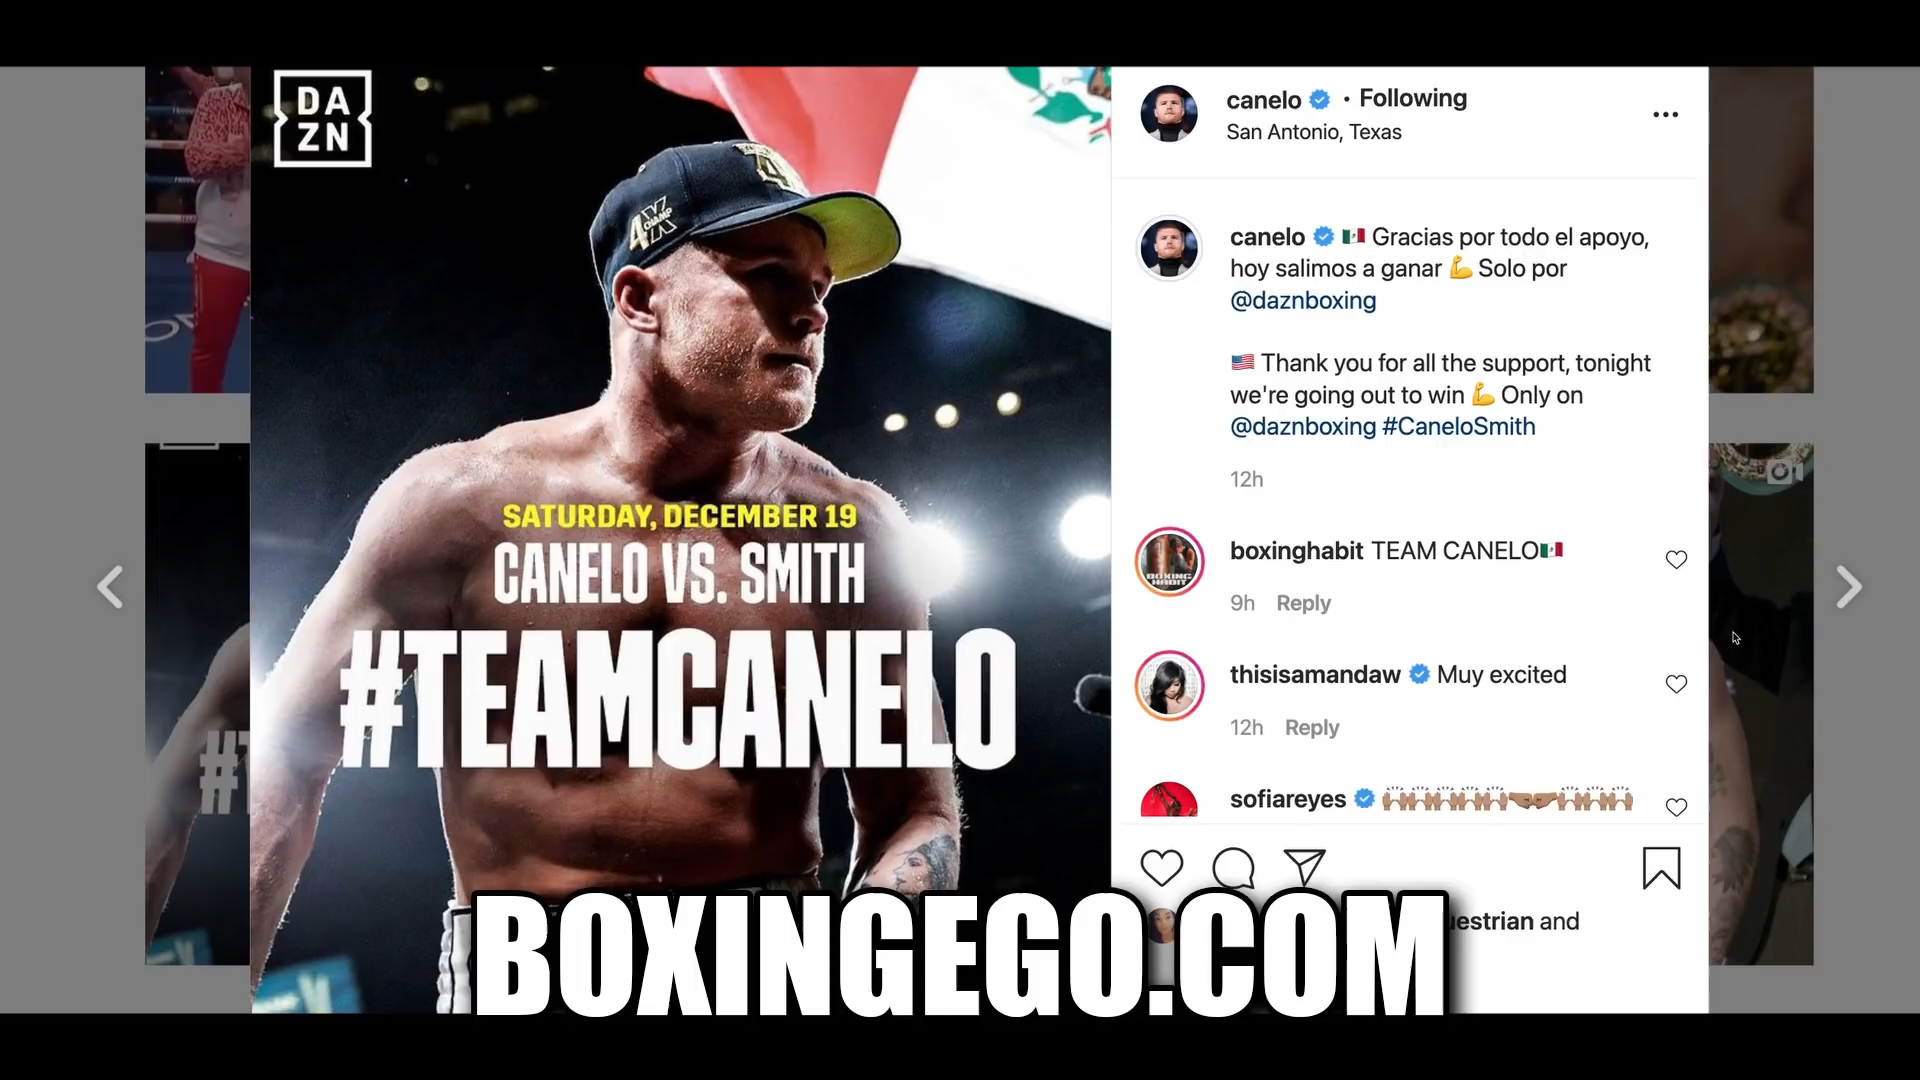 DA
ZN
4X
CHAMP
SATURDAY, DECEMBER 19
CANELO VS. SMITH
#TEAMCANELO
canelo • Following
San Antonio, Texas
canelo 🇲🇽 Gracias por todo el apoyo,
hoy salimos a ganar 💪 Solo por
@daznboxing
🇺🇸 Thank you for all the support, tonight
we're going out to win 💪 Only on
@daznboxing #CaneloSmith
12h
boxinghabit TEAM CANELO🇲🇽
9h Reply
thisisamandaw Muy excited
12h Reply
sofiareyes
uestrian and
BOXINGEGO.COM